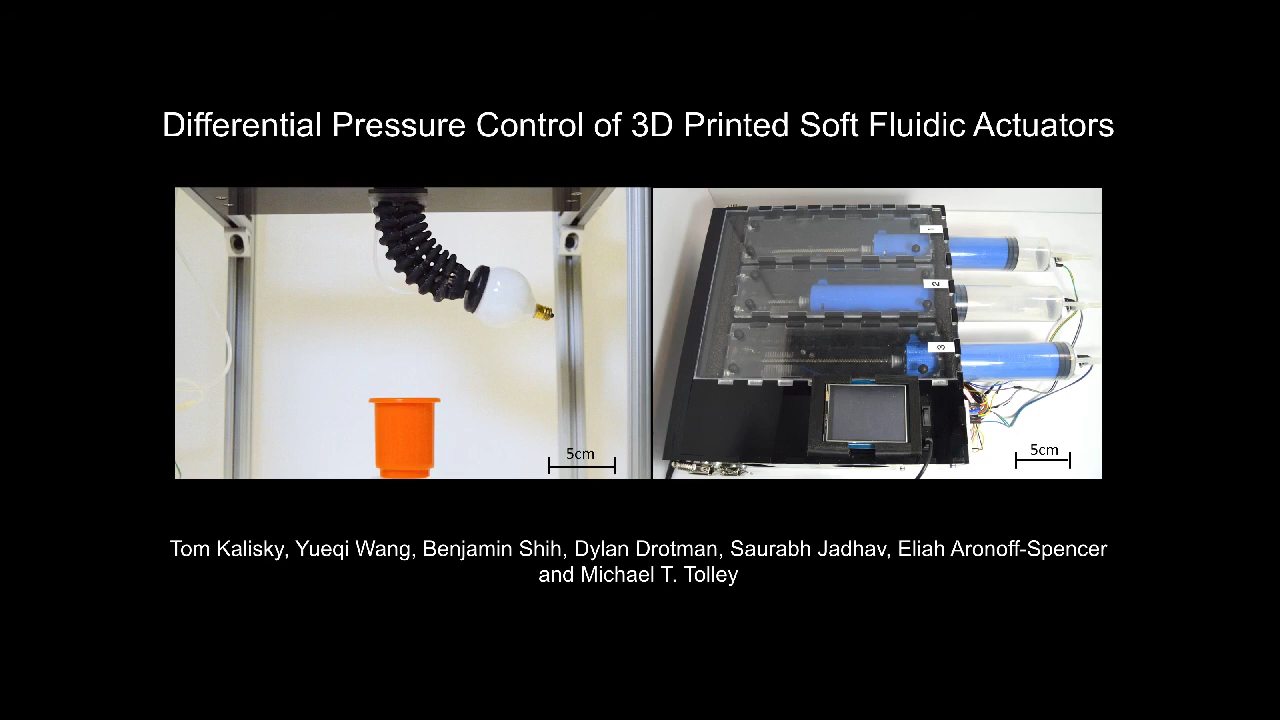 Differential Pressure Control of 3D Printed Soft Fluidic Actuators
5cm
1
2
3
5cm
Tom Kalisky, Yueqi Wang, Benjamin Shih, Dylan Drotman, Saurabh Jadhav, Eliah Aronoff-Spencer
and Michael T. Tolley